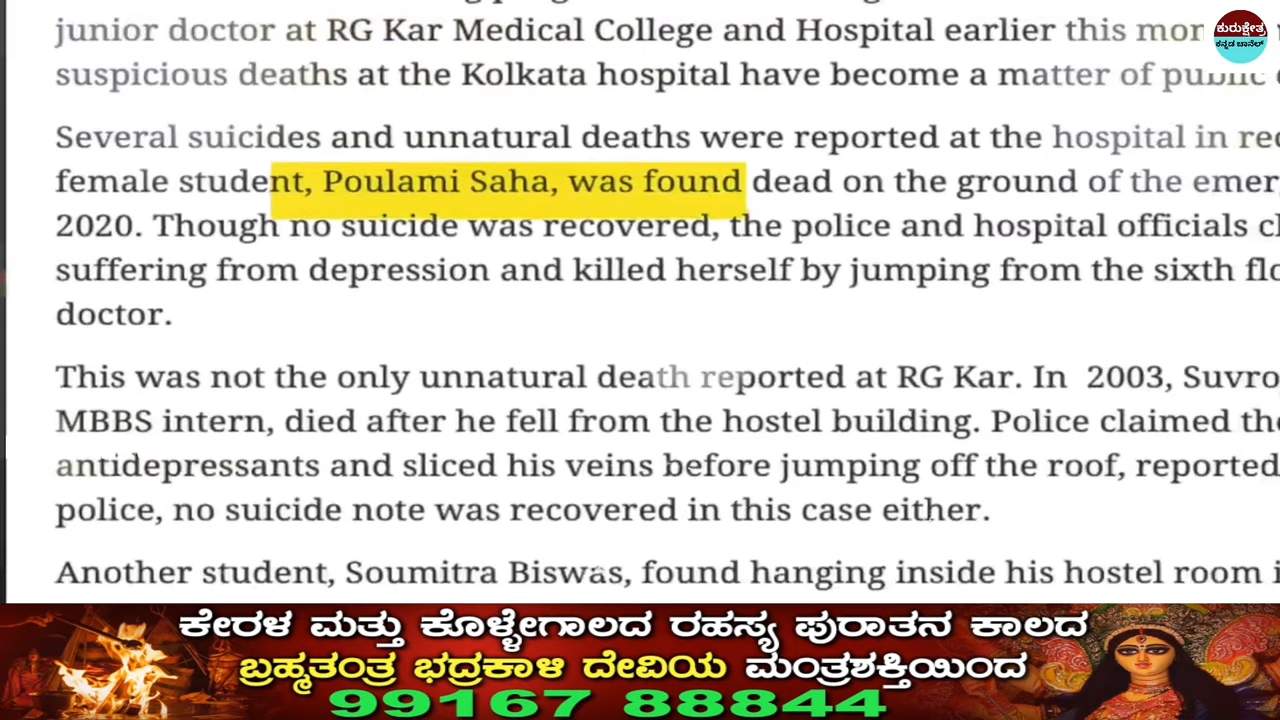 junior doctor at RG Kar Medical College and Hospital earlier this mon
suspicious deaths at the Kolkata hospital have become a matter of public
Several suicides and unnatural deaths were reported at the hospital in rec
female student, Poulami Saha, was found dead on the ground of the emer
2020. Though no suicide was recovered, the police and hospital officials cl
suffering from depression and killed herself by jumping from the sixth flo
doctor.
This was not the only unnatural death reported at RG Kar. In 2003, Suvro
MBBS intern, died after he fell from the hostel building. Police claimed the
antidepressants and sliced his veins before jumping off the roof, reported
police, no suicide note was recovered in this case either.
Another student, Soumitra Biswas, found hanging inside his hostel room i
ಕುರುಕ್ಷೇತ್ರ
ಕನ್ನಡ ಚಾನೆಲ್
ಕೇರಳ ಮತ್ತು ಕೊಳ್ಳೇಗಾಲದ ರಹಸ್ಯ ಪುರಾತನ ಕಾಲದ
ಬ್ರಹ್ಮತಂತ್ರ ಭದ್ರಕಾಳಿ ದೇವಿಯ ಮಂತ್ರಶಕ್ತಿಯಿಂದ
99167 88844